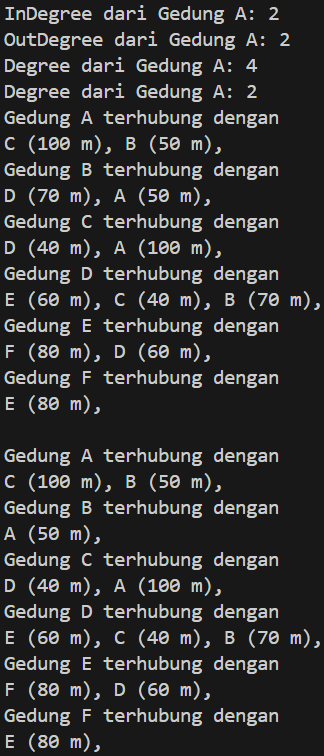 InDegree dari Gedung A: 2
OutDegree dari Gedung A: 2
Degree dari Gedung A: 4
Degree dari Gedung A: 2
Gedung A terhubung dengan
C (100 m), B (50 m),
Gedung B terhubung dengan
D (70 m), A (50 m),
Gedung C terhubung dengan
D (40 m), A (100 m),
Gedung D terhubung dengan
E (60 m), C (40 m), B (70 m),
Gedung E terhubung dengan
F (80 m), D (60 m),
Gedung F terhubung dengan
E (80 m),

Gedung A terhubung dengan
C (100 m), B (50 m),
Gedung B terhubung dengan
A (50 m),
Gedung C terhubung dengan
D (40 m), A (100 m),
Gedung D terhubung dengan
E (60 m), C (40 m), B (70 m),
Gedung E terhubung dengan
F (80 m), D (60 m),
Gedung F terhubung dengan
E (80 m),